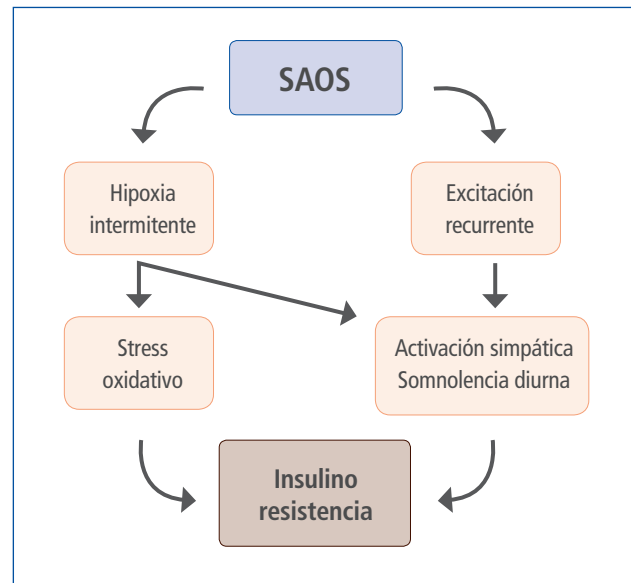 SAOS
Hipoxia
intermitente
Excitación
recurrente
Stress
oxidativo
Activación simpática
Somnolencia diurna
Insulino
resistencia